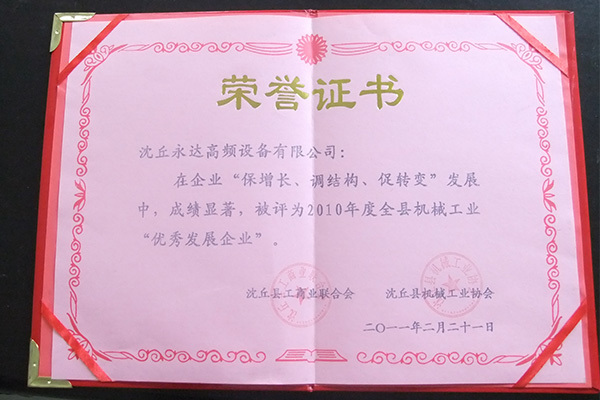 荣誉证书
沈丘永达高频设备有限公司：
在企业“保增长、调结构、促转变”发展
中，成绩显著，被评为2010年度全县机械工业
“优秀发展企业”。
沈丘县工商业联合会 沈丘县机械工业协会
二〇一一年二月二十一日